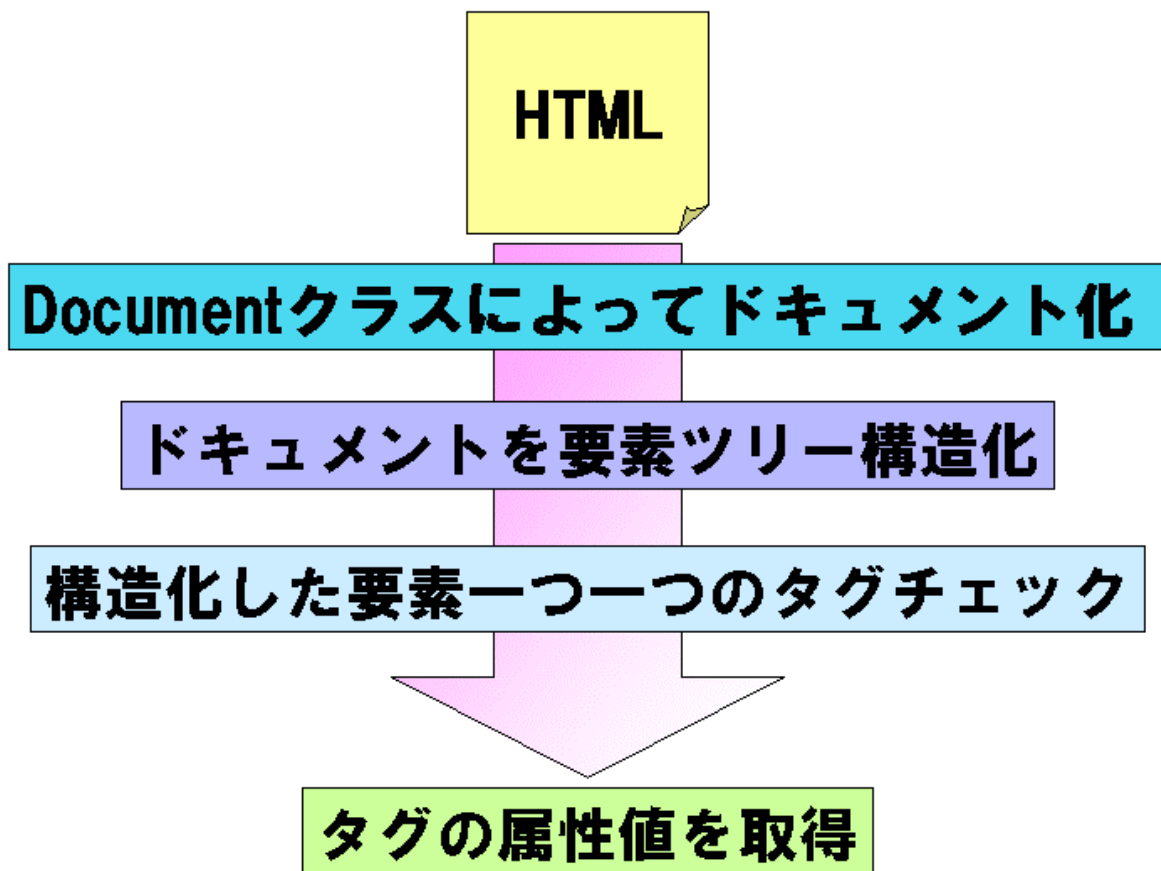 HTML
Documentクラスによってドキュメント化
ドキュメントを要素ツリー構造化
構造化した要素一つ一つのタグチェック
タグの属性値を取得